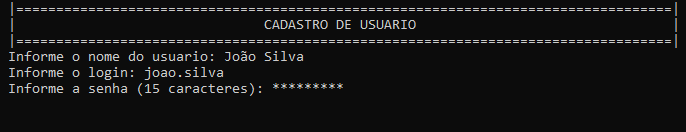 |==================================================================================|
| CADASTRO DE USUARIO |
|==================================================================================|
Informe o nome do usuario: João Silva
Informe o login: joao.silva
Informe a senha (15 caracteres): *********